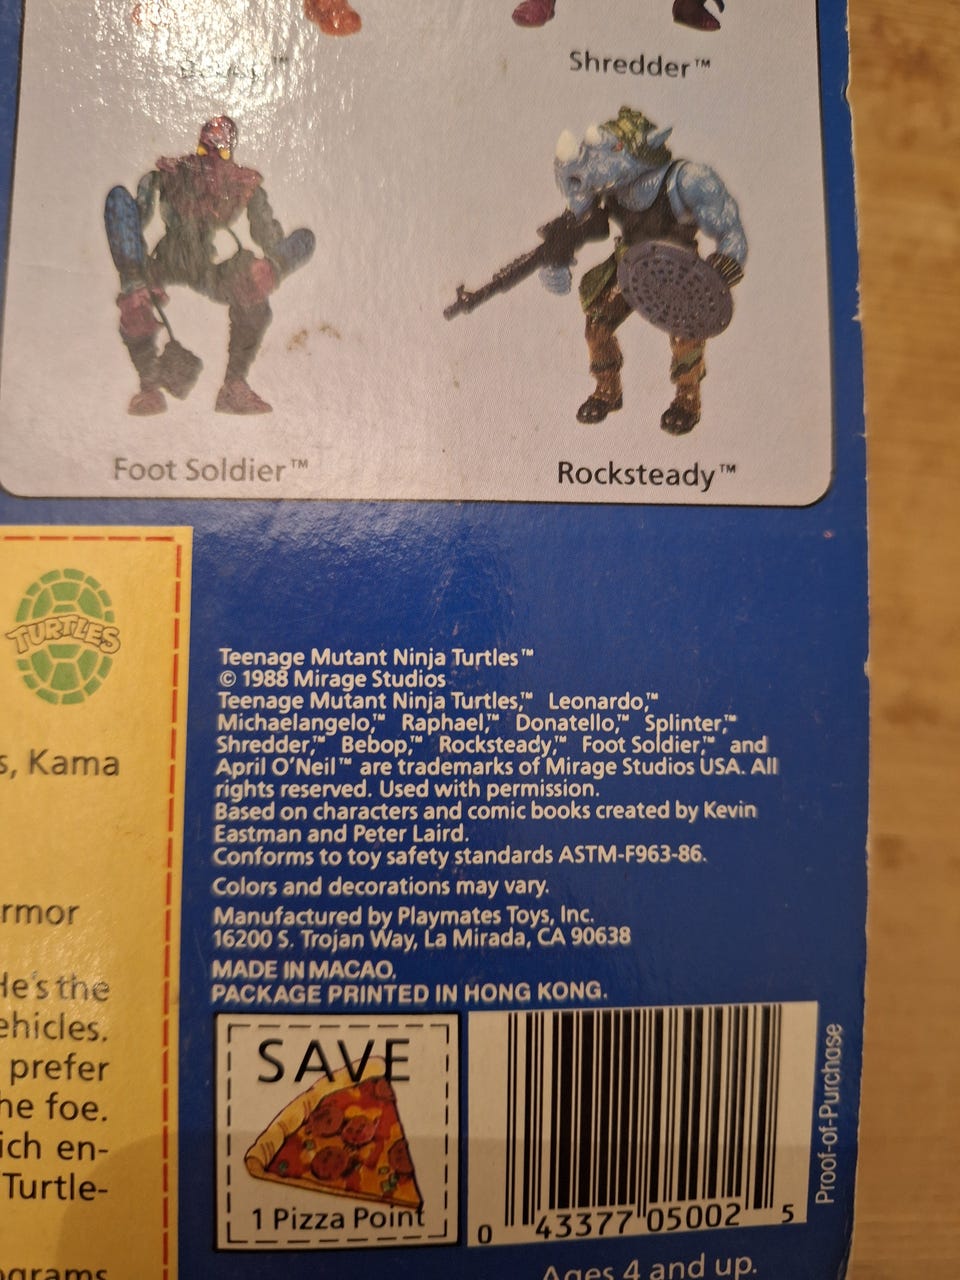 Shredder™
Foot Soldier™
Rocksteady™
TURTLES
s, Kama
rmor
He's the
ehicles.
prefer
he foe.
ich en-
Turtle-
ograms
Teenage Mutant Ninja Turtles™
© 1988 Mirage Studios
Teenage Mutant Ninja Turtles,™ Leonardo,™
Michaelangelo,™ Raphael,™ Donatello,™ Splinter,™
Shredder,™ Bebop,™ Rocksteady,™ Foot Soldier,™ and
April O'Neil™ are trademarks of Mirage Studios USA. All
rights reserved. Used with permission.
Based on characters and comic books created by Kevin
Eastman and Peter Laird.
Conforms to toy safety standards ASTM-F963-86.
Colors and decorations may vary.
Manufactured by Playmates Toys, Inc.
16200 S. Trojan Way, La Mirada, CA 90638
MADE IN MACAO.
PACKAGE PRINTED IN HONG KONG.
SAVE
1 Pizza Point
0 43377 05002 5
Proof-of-Purchase
Ages 4 and up.